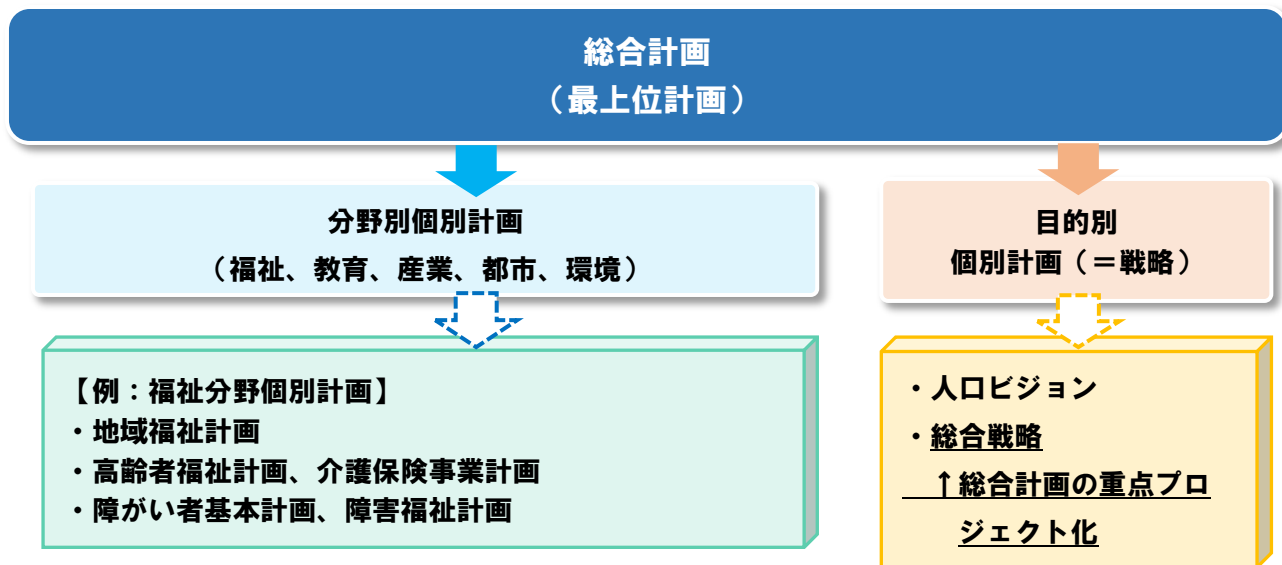 総合計画
（最上位計画）
分野別個別計画
（福祉、教育、産業、都市、環境）
目的別
個別計画（＝戦略）
【例：福祉分野個別計画】
・地域福祉計画
・高齢者福祉計画、介護保険事業計画
・障がい者基本計画、障害福祉計画
・人口ビジョン
・総合戦略
↑総合計画の重点プロ
ジェクト化